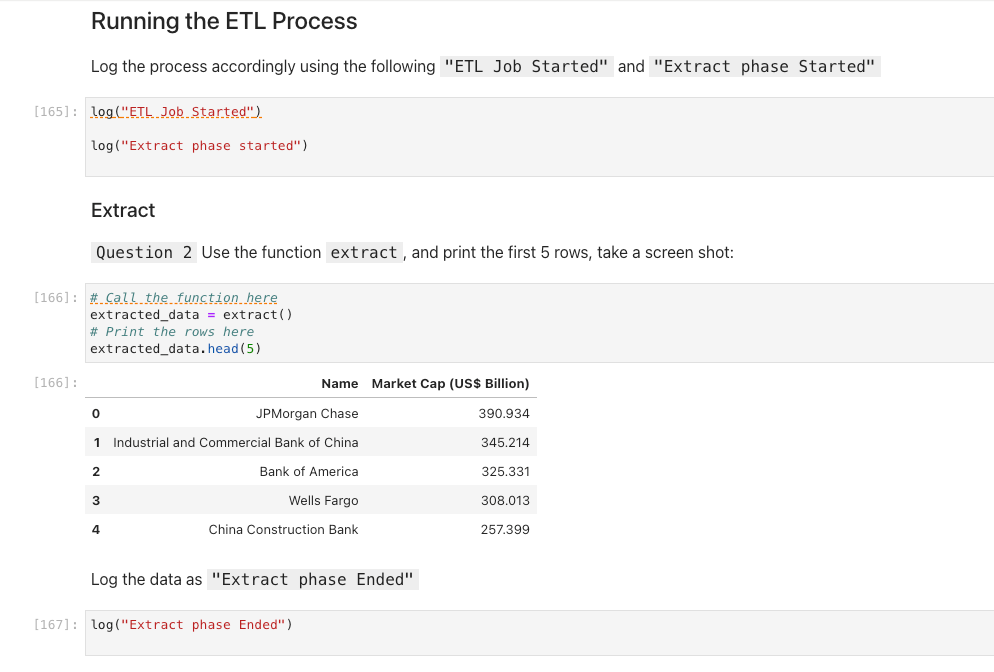 Running the ETL Process
Log the process accordingly using the following "ETL Job Started" and "Extract phase Started"
[165]: log("ETL Job Started")
log("Extract phase started")
Extract
Question 2 Use the function extract, and print the first 5 rows, take a screen shot:
[166]: # Call the function here
extracted_data = extract()
# Print the rows here
extracted_data.head(5)
[166]: Name Market Cap (US$ Billion)
0 JPMorgan Chase 390.934
1 Industrial and Commercial Bank of China 345.214
2 Bank of America 325.331
3 Wells Fargo 308.013
4 China Construction Bank 257.399
Log the data as "Extract phase Ended"
[167]: log("Extract phase Ended")